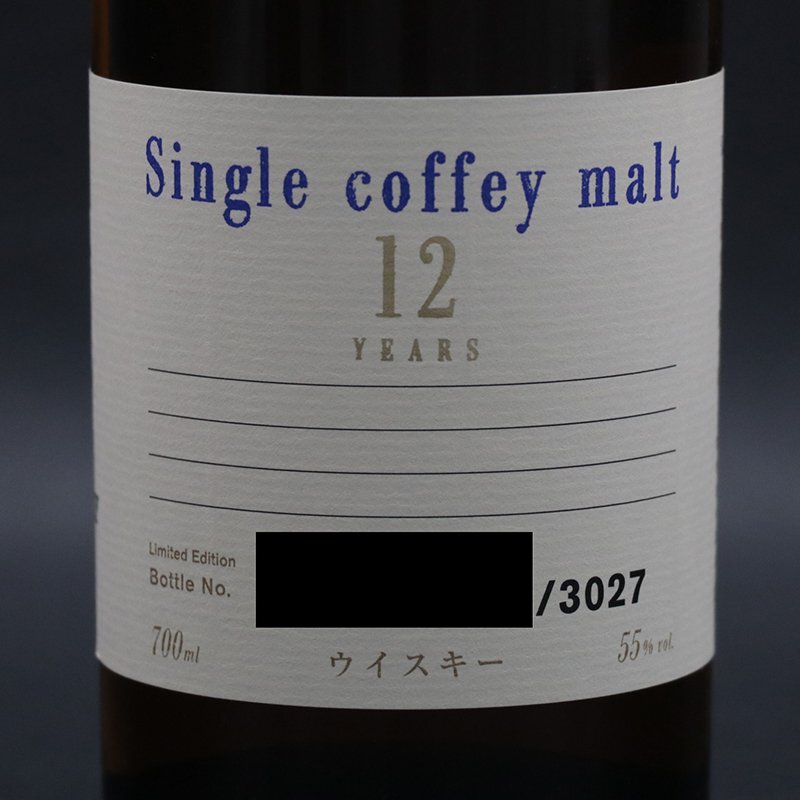 Single coffey malt
12
YEARS
Limited Edition
Bottle No. /3027
700ml
ウイスキー
55% vol.